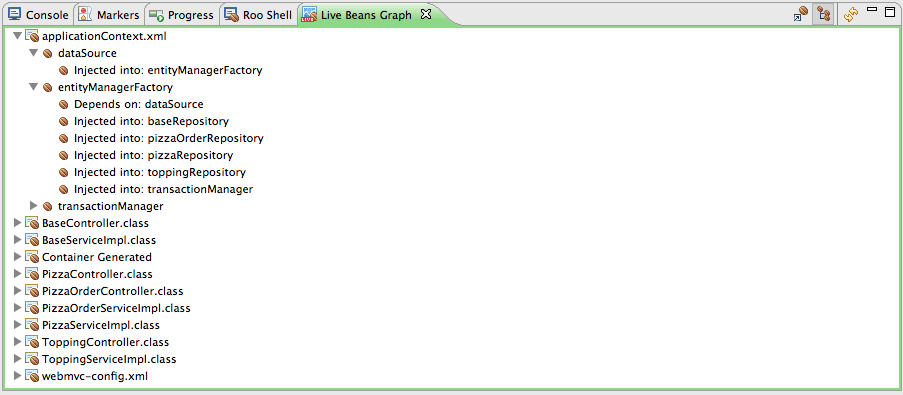 Console Markers Progress Roo Shell Live Beans Graph
applicationContext.xml
dataSource
Injected into: entityManagerFactory
entityManagerFactory
Depends on: dataSource
Injected into: baseRepository
Injected into: pizzaOrderRepository
Injected into: pizzaRepository
Injected into: toppingRepository
Injected into: transactionManager
transactionManager
BaseController.class
BaseServiceImpl.class
Container Generated
PizzaController.class
PizzaOrderController.class
PizzaOrderServiceImpl.class
PizzaServiceImpl.class
ToppingController.class
ToppingServiceImpl.class
webmvc-config.xml